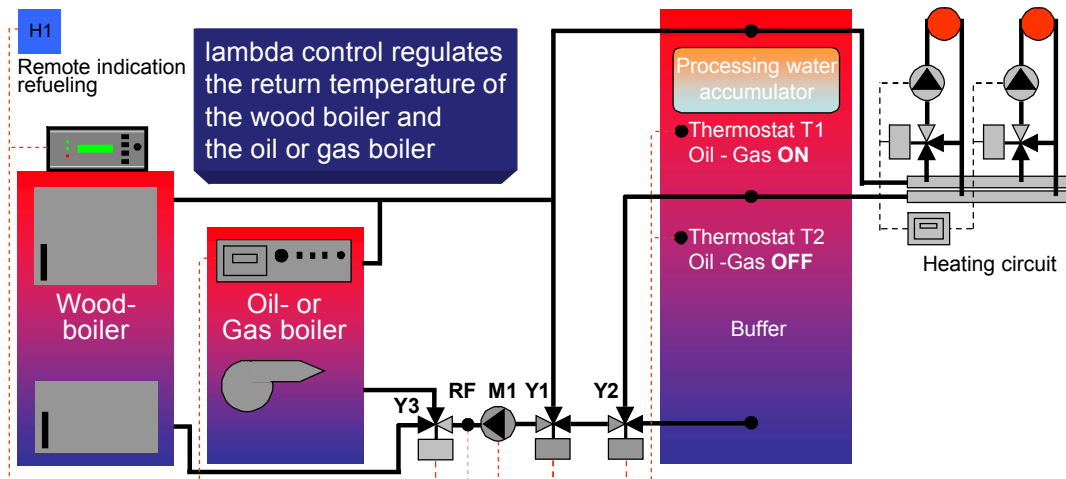 H1
Remote indication
refueling
lambda control regulates
the return temperature of
the wood boiler and
the oil or gas boiler
Processing water
accumulator
Thermostat T1
Oil - Gas ON
Thermostat T2
Oil -Gas OFF
Buffer
Heating circuit
Wood-
boiler
Oil- or
Gas boiler
Y3
RF
M1
Y1
Y2